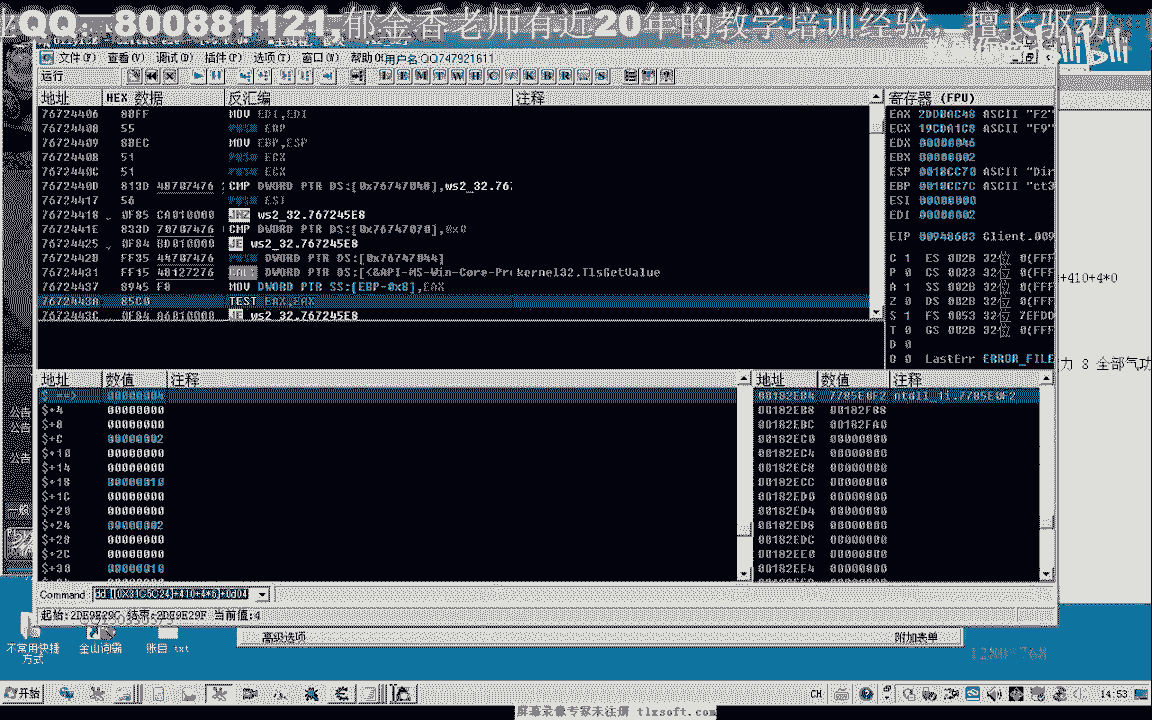 QQ：800881121,郁金香老师有近20年的教学培训经验， 擅长驱动
文件(F) 查看(V) 调试(D) 插件(P) 选项(T) 窗口(W) 帮助(H) 用户名:QQ747921611
运行 L E M T W H C / K B R ... S
地址 HEX 数据 反汇编 注释
76724406 8BFF MOV EDI,EDI
76724408 55 PUSH EBP
76724409 8BEC MOV EBP,ESP
7672440B 51 PUSH ECX
7672440C 51 PUSH ECX
7672440D 813D 48707476 CMP DWORD PTR DS:[0x76747048],ws2_32.767
76724417 56 PUSH ESI
76724418 0F85 CA010000 JNZ ws2_32.767245E8
7672441E 833D 70707476 CMP DWORD PTR DS:[0x76747070],0x0
76724425 0F84 BD010000 JE ws2_32.767245E8
7672442B FF35 44707476 PUSH DWORD PTR DS:[0x76747044]
76724431 FF15 48127276 CALL DWORD PTR DS:[<&API-MS-Win-Core-Pro kernel32.TlsGetValue
76724437 8945 F8 MOV DWORD PTR SS:[EBP-0x8],EAX
7672443A 85C0 TEST EAX,EAX
7672443C 0F84 A6010000 JE ws2_32.767245E8
寄存器 (FPU)
EAX 2DD0AC48 ASCII "F2"
ECX 19CDA1C8 ASCII "F9"
EDX 00000046
EBX 00000002
ESP 0018CC70 ASCII "Dir
EBP 0018CC7C ASCII "ct3
ESI 00000000
EDI 00000002
EIP 00940603 Client.009
C 1 ES 002B 32位 0(FFF
P 0 CS 0023 32位 0(FFF
A 1 SS 002B 32位 0(FFF
Z 0 DS 002B 32位 0(FFF
S 1 FS 0053 32位 7EFDD
T 0 GS 002B 32位 0(FFF
D 0
O 0 LastErr ERROR_FILE
+410+4*0
力 8 全部气功
地址 数值 注释
$ ==> 00000004
$+4 00000000
$+8 00000000
$+C 00000002
$+10 00000000
$+14 00000000
$+18 00000010
$+1C 00000000
$+20 00000000
$+24 00000002
$+28 00000000
$+2C 00000000
$+30 00000010
地址 数值 注释
00182EB4 7785E0F2 ntdll_1i.7785E0F2
00182EB8 00182F88
00182EBC 00182FA0
00182EC0 00000000
00182EC4 00000000
00182EC8 00000000
00182ECC 00000000
00182ED0 00000000
00182ED4 00000000
00182ED8 00000000
00182EDC 00000000
00182EE0 00000000
00182EE4 00000000
公告
公告
公告
一般
Command dd [[0X31C5C24]+410+4*6]+0d04
起始:2DE9E29C 结束:2DE9E29F 当前值:4
高级选项 附加表单
不常用快捷方式
金山词霸
账目.txt
开始 CH 14:53
屏幕录像专家未注册 tlxsoft.com